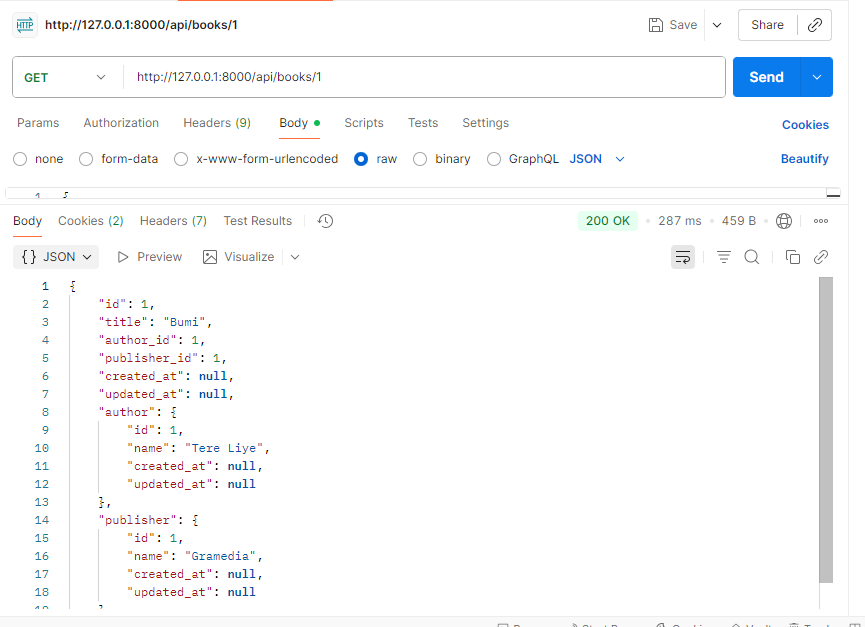 HTTP http://127.0.0.1:8000/api/books/1 Save Share
GET http://127.0.0.1:8000/api/books/1 Send
Params Authorization Headers (9) Body Scripts Tests Settings Cookies
none form-data x-www-form-urlencoded raw binary GraphQL JSON Beautify
1 {
Body Cookies (2) Headers (7) Test Results 200 OK 287 ms 459 B
{} JSON Preview Visualize
1 {
2 "id": 1,
3 "title": "Bumi",
4 "author_id": 1,
5 "publisher_id": 1,
6 "created_at": null,
7 "updated_at": null,
8 "author": {
9 "id": 1,
10 "name": "Tere Liye",
11 "created_at": null,
12 "updated_at": null
13 },
14 "publisher": {
15 "id": 1,
16 "name": "Gramedia",
17 "created_at": null,
18 "updated_at": null